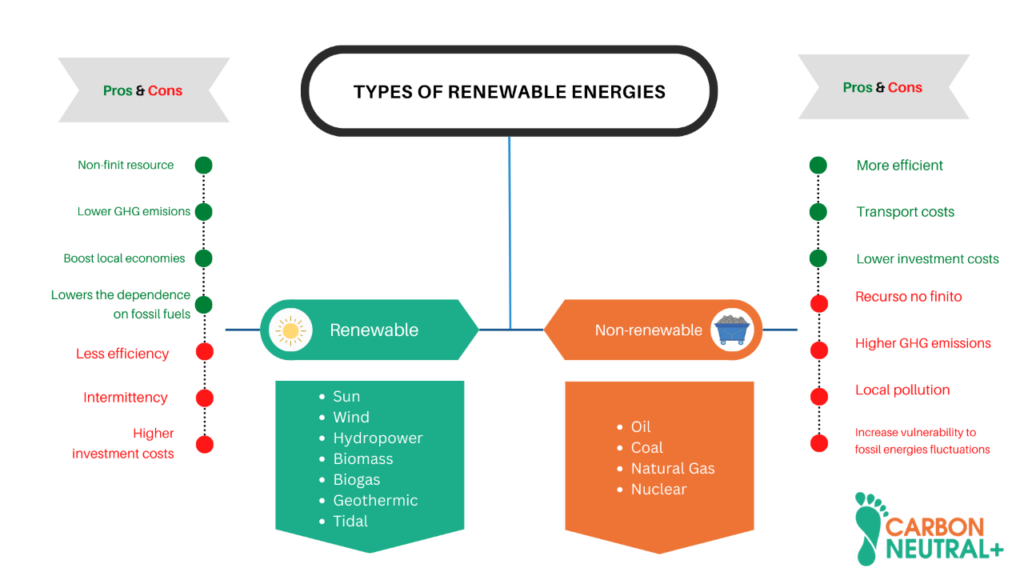 TYPES OF RENEWABLE ENERGIES
Pros & Cons
Non-finit resource
Lower GHG emisions
Boost local economies
Lowers the dependence
on fossil fuels
Less efficiency
Intermittency
Higher
investment costs
Renewable
• Sun
• Wind
• Hydropower
• Biomass
• Biogas
• Geothermic
• Tidal
Non-renewable
• Oil
• Coal
• Natural Gas
• Nuclear
Pros & Cons
More efficient
Transport costs
Lower investment costs
Recurso no finito
Higher GHG emissions
Local pollution
Increase vulnerability to
fossil energies fluctuations
CARBON
NEUTRAL+